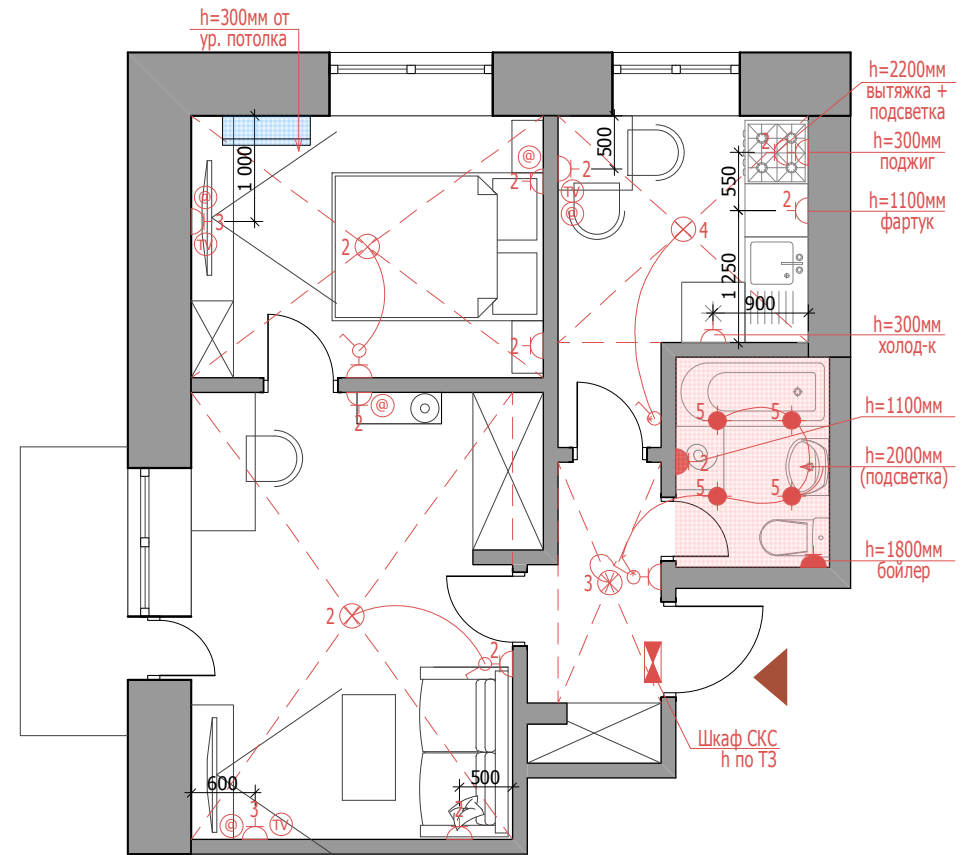 h=300мм от
ур. потолка
h=2200мм
вытяжка +
подсветка
h=300мм
поджиг
h=1100мм
фартук
h=300мм
холод-к
h=1100мм
h=2000мм
(подсветка)
h=1800мм
бойлер
1 000
@
3
TV
2
@
2
2
500
2
TV
@
4
2
550
2
1 250
900
2
@
5
5
2
5
5
3
2
2
Шкаф СКС
h по ТЗ
600
3
@
TV
500
2